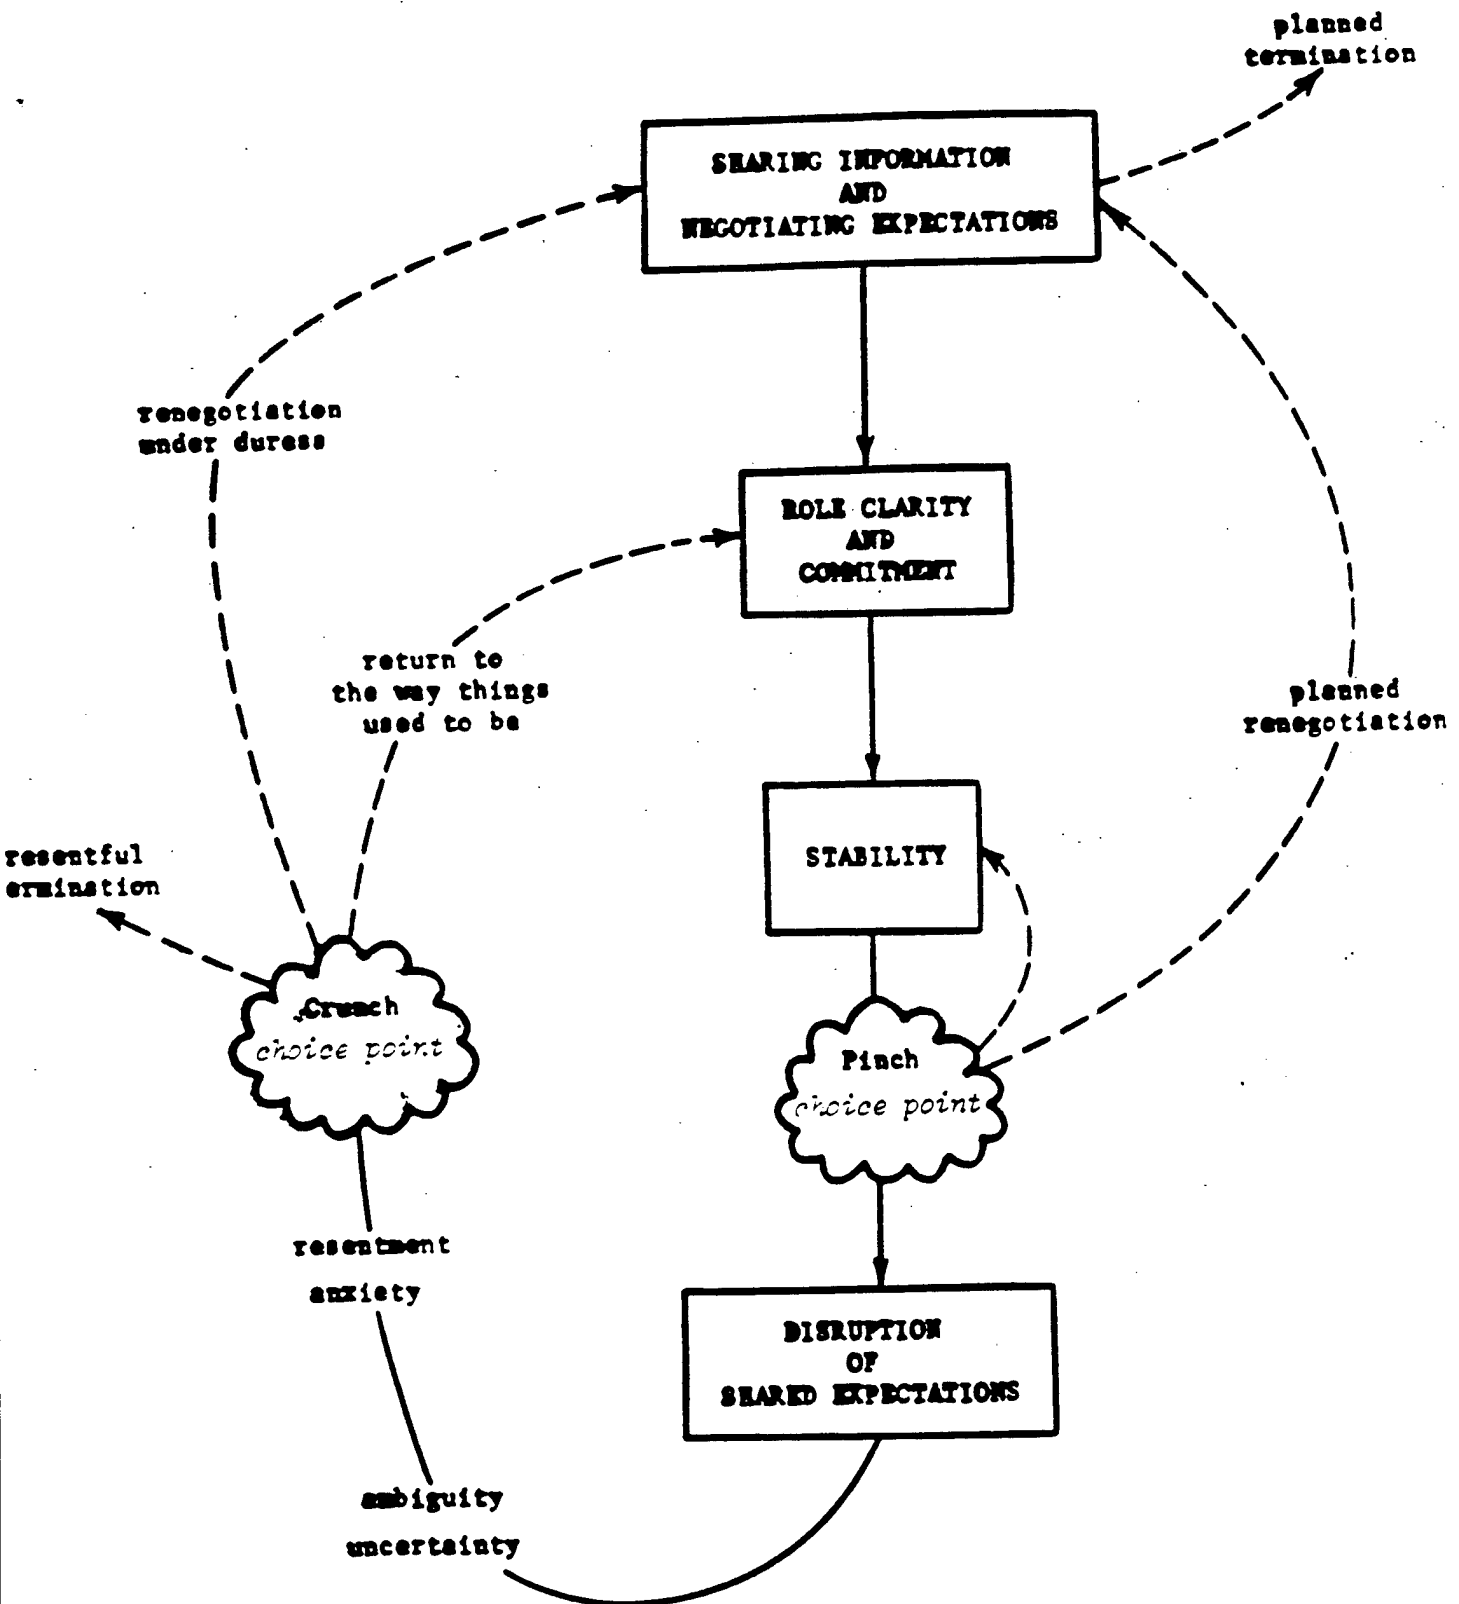 planned
termination
SHARING INFORMATION
AND
NEGOTIATING EXPECTATIONS
renegotiation
under duress
ROLE CLARITY
AND
COMMITMENT
return to
the way things
used to be
planned
renegotiation
STABILITY
resentful
ermination
Crunch
choice point
Pinch
choice point
resentment
anxiety
DISRUPTION
OF
SHARED EXPECTATIONS
ambiguity
uncertainty